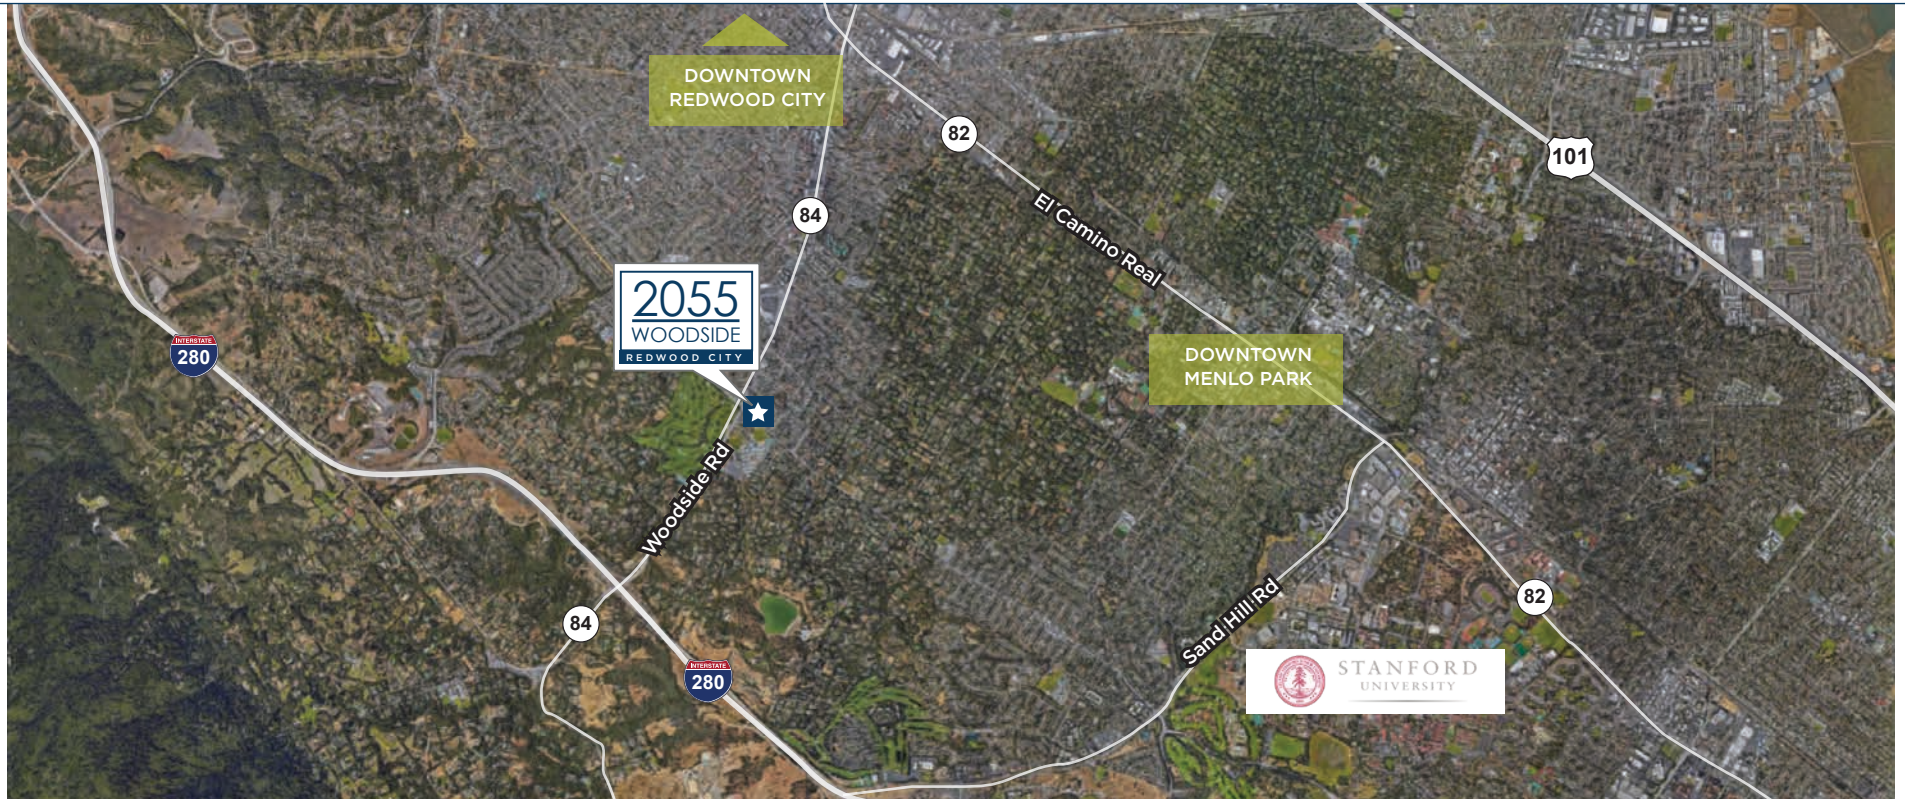 DOWNTOWN
REDWOOD CITY
82
101
84
El Camino Real
2055
WOODSIDE
REDWOOD CITY
INTERSTATE
280
DOWNTOWN
MENLO PARK
Woodside Rd
84
Sand Hill Rd
82
INTERSTATE
280
STANFORD
UNIVERSITY